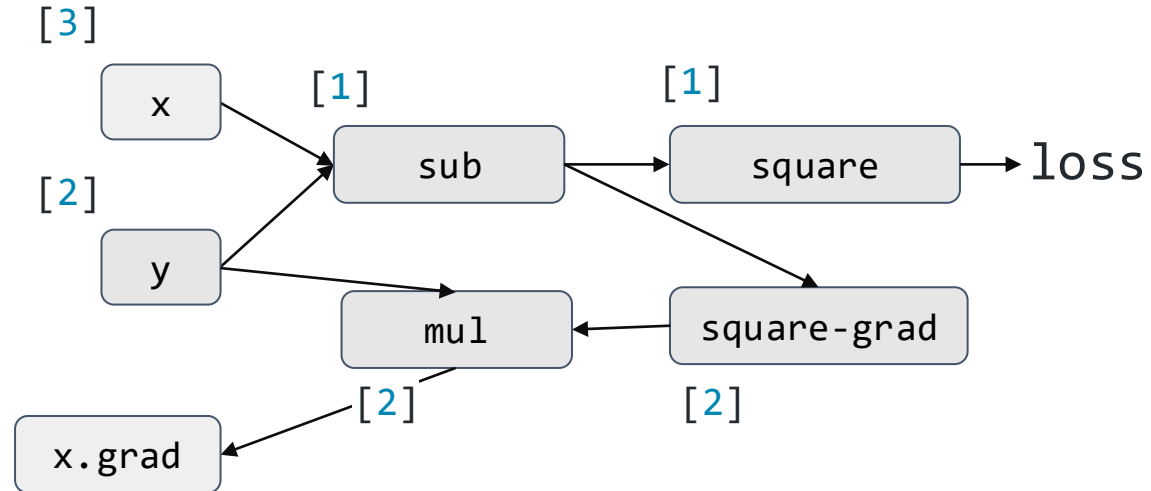 [3]
x
[1]
[1]
sub
square
loss
[2]
y
mul
square-grad
[2]
[2]
x.grad